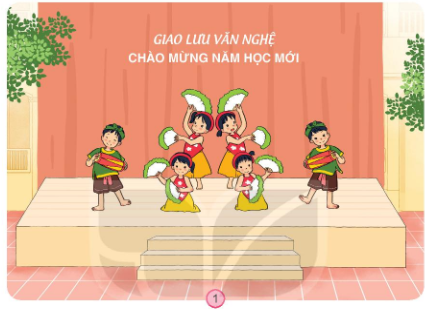 GIAO LƯU VĂN NGHỆ
CHÀO MỪNG NĂM HỌC MỚI
1